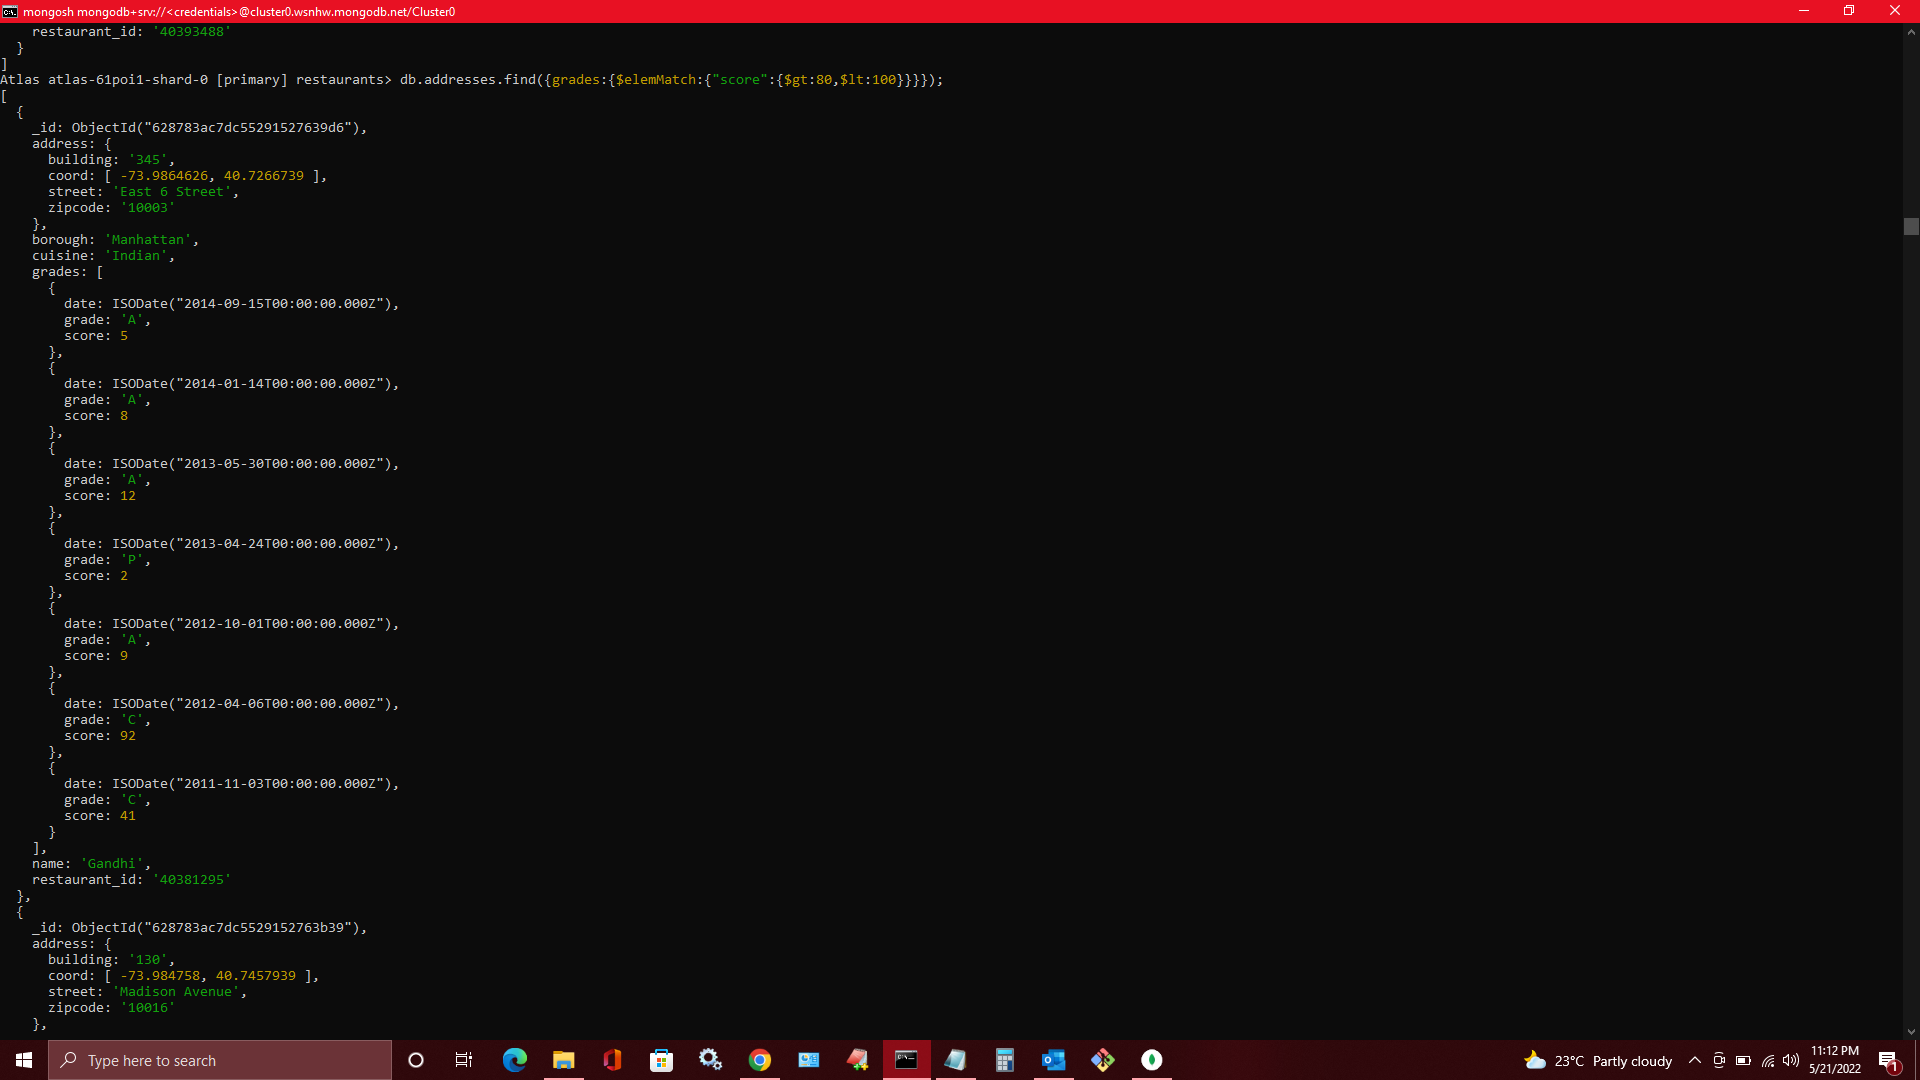 mongosh mongodb+srv://<credentials>@cluster0.wsnhw.mongodb.net/Cluster0
    restaurant_id: '40393488'
  }
]
Atlas atlas-61poi1-shard-0 [primary] restaurants> db.addresses.find({grades:{$elemMatch:{"score":{$gt:80,$lt:100}}}});
[
  {
    _id: ObjectId("628783ac7dc55291527639d6"),
    address: {
      building: '345',
      coord: [ -73.9864626, 40.7266739 ],
      street: 'East 6 Street',
      zipcode: '10003'
    },
    borough: 'Manhattan',
    cuisine: 'Indian',
    grades: [
      {
        date: ISODate("2014-09-15T00:00:00.000Z"),
        grade: 'A',
        score: 5
      },
      {
        date: ISODate("2014-01-14T00:00:00.000Z"),
        grade: 'A',
        score: 8
      },
      {
        date: ISODate("2013-05-30T00:00:00.000Z"),
        grade: 'A',
        score: 12
      },
      {
        date: ISODate("2013-04-24T00:00:00.000Z"),
        grade: 'P',
        score: 2
      },
      {
        date: ISODate("2012-10-01T00:00:00.000Z"),
        grade: 'A',
        score: 9
      },
      {
        date: ISODate("2012-04-06T00:00:00.000Z"),
        grade: 'C',
        score: 92
      },
      {
        date: ISODate("2011-11-03T00:00:00.000Z"),
        grade: 'C',
        score: 41
      }
    ],
    name: 'Gandhi',
    restaurant_id: '40381295'
  },
  {
    _id: ObjectId("628783ac7dc5529152763b39"),
    address: {
      building: '130',
      coord: [ -73.984758, 40.7457939 ],
      street: 'Madison Avenue',
      zipcode: '10016'
    },
Type here to search
23°C Partly cloudy
11:12 PM
5/21/2022
1